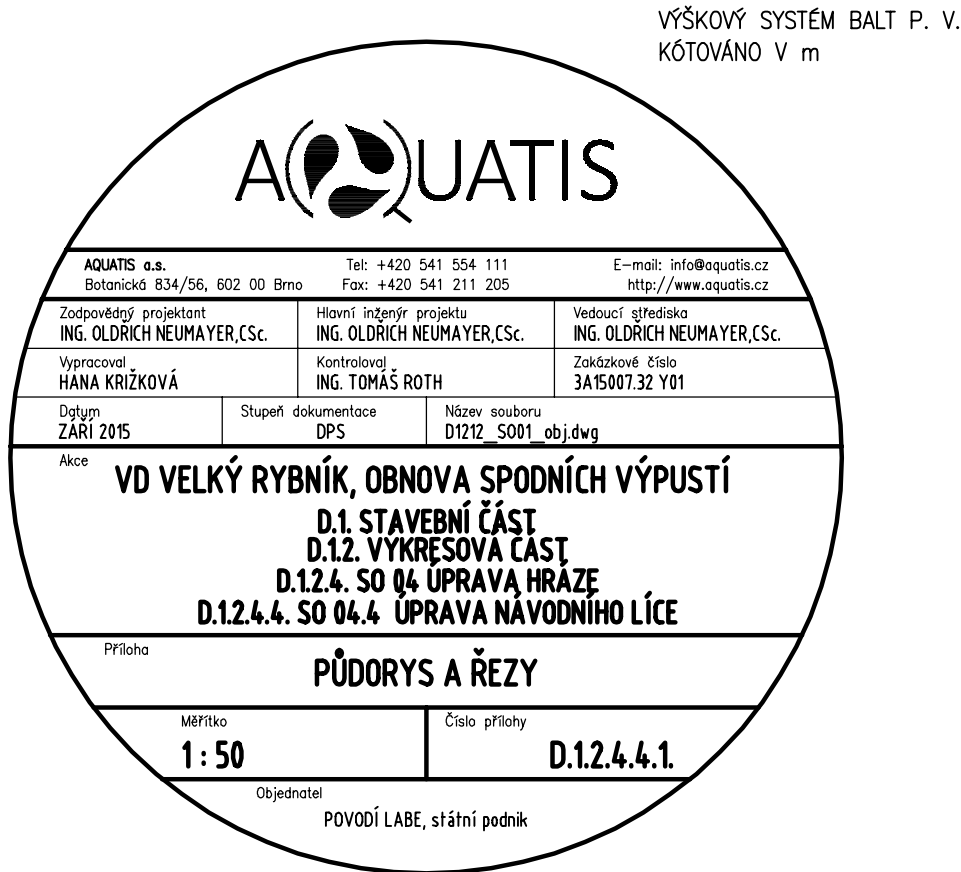 VÝŠKOVÝ SYSTÉM BALT P. V.
KÓTOVÁNO V m
AQUATIS
AQUATIS a.s. Tel: +420 541 554 111 E-mail: info@aquatis.cz
Botanická 834/56, 602 00 Brno Fax: +420 541 211 205 http://www.aquatis.cz
Zodpovědný projektant Hlavní inženýr projektu Vedoucí střediska
ING. OLDŘICH NEUMAYER,CSc. ING. OLDŘICH NEUMAYER,CSc. ING. OLDŘICH NEUMAYER,CSc.
Vypracoval Kontroloval Zakázkové číslo
HANA KRIŽKOVÁ ING. TOMÁŠ ROTH 3A15007.32 Y01
Datum Stupeň dokumentace Název souboru
ZÁŘÍ 2015 DPS D1212_SO01_obj.dwg
Akce
VD VELKÝ RYBNÍK, OBNOVA SPODNÍCH VÝPUSTÍ
D.1. STAVEBNÍ ČÁST
D.1.2. VÝKRESOVÁ ČÁST
D.1.2.4. SO 04 ÚPRAVA HRÁZE
D.1.2.4.4. SO 04.4 ÚPRAVA NÁVODNÍHO LÍCE
Příloha
PŮDORYS A ŘEZY
Měřítko Číslo přílohy
1 : 50 D.1.2.4.4.1.
Objednatel
POVODÍ LABE, státní podnik